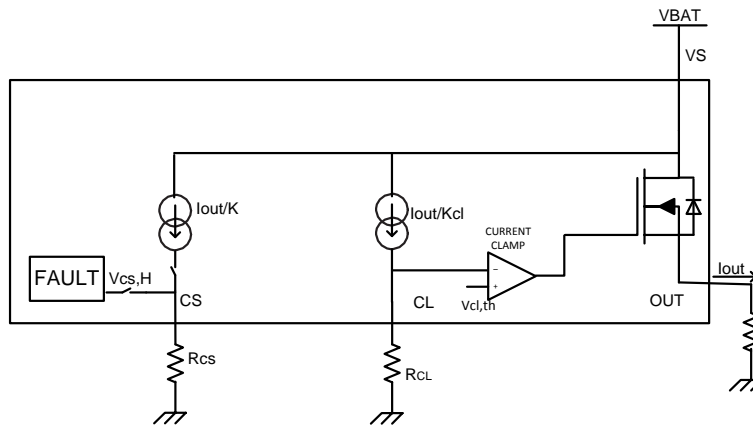 VBAT
VS
Iout/K
Iout/Kcl
CURRENT
CLAMP
FAULT
Vcs,H
CS
CL
−
+
Vcl,th
OUT
Iout
Rcs
RCL